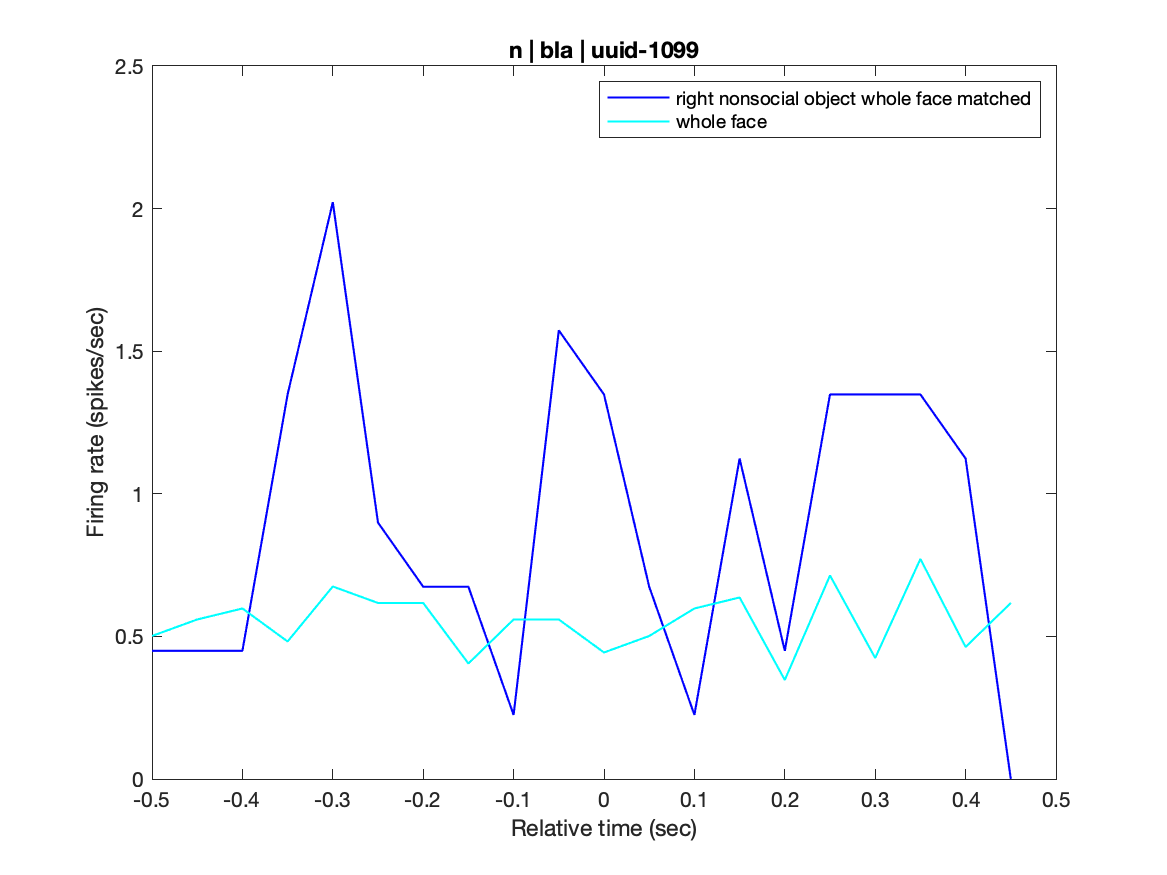 n | bla | uuid-1099
2.5
right nonsocial object whole face matched
whole face
2
1.5
1
0.5
0
Firing rate (spikes/sec)
-0.5 -0.4 -0.3 -0.2 -0.1 0 0.1 0.2 0.3 0.4 0.5
Relative time (sec)